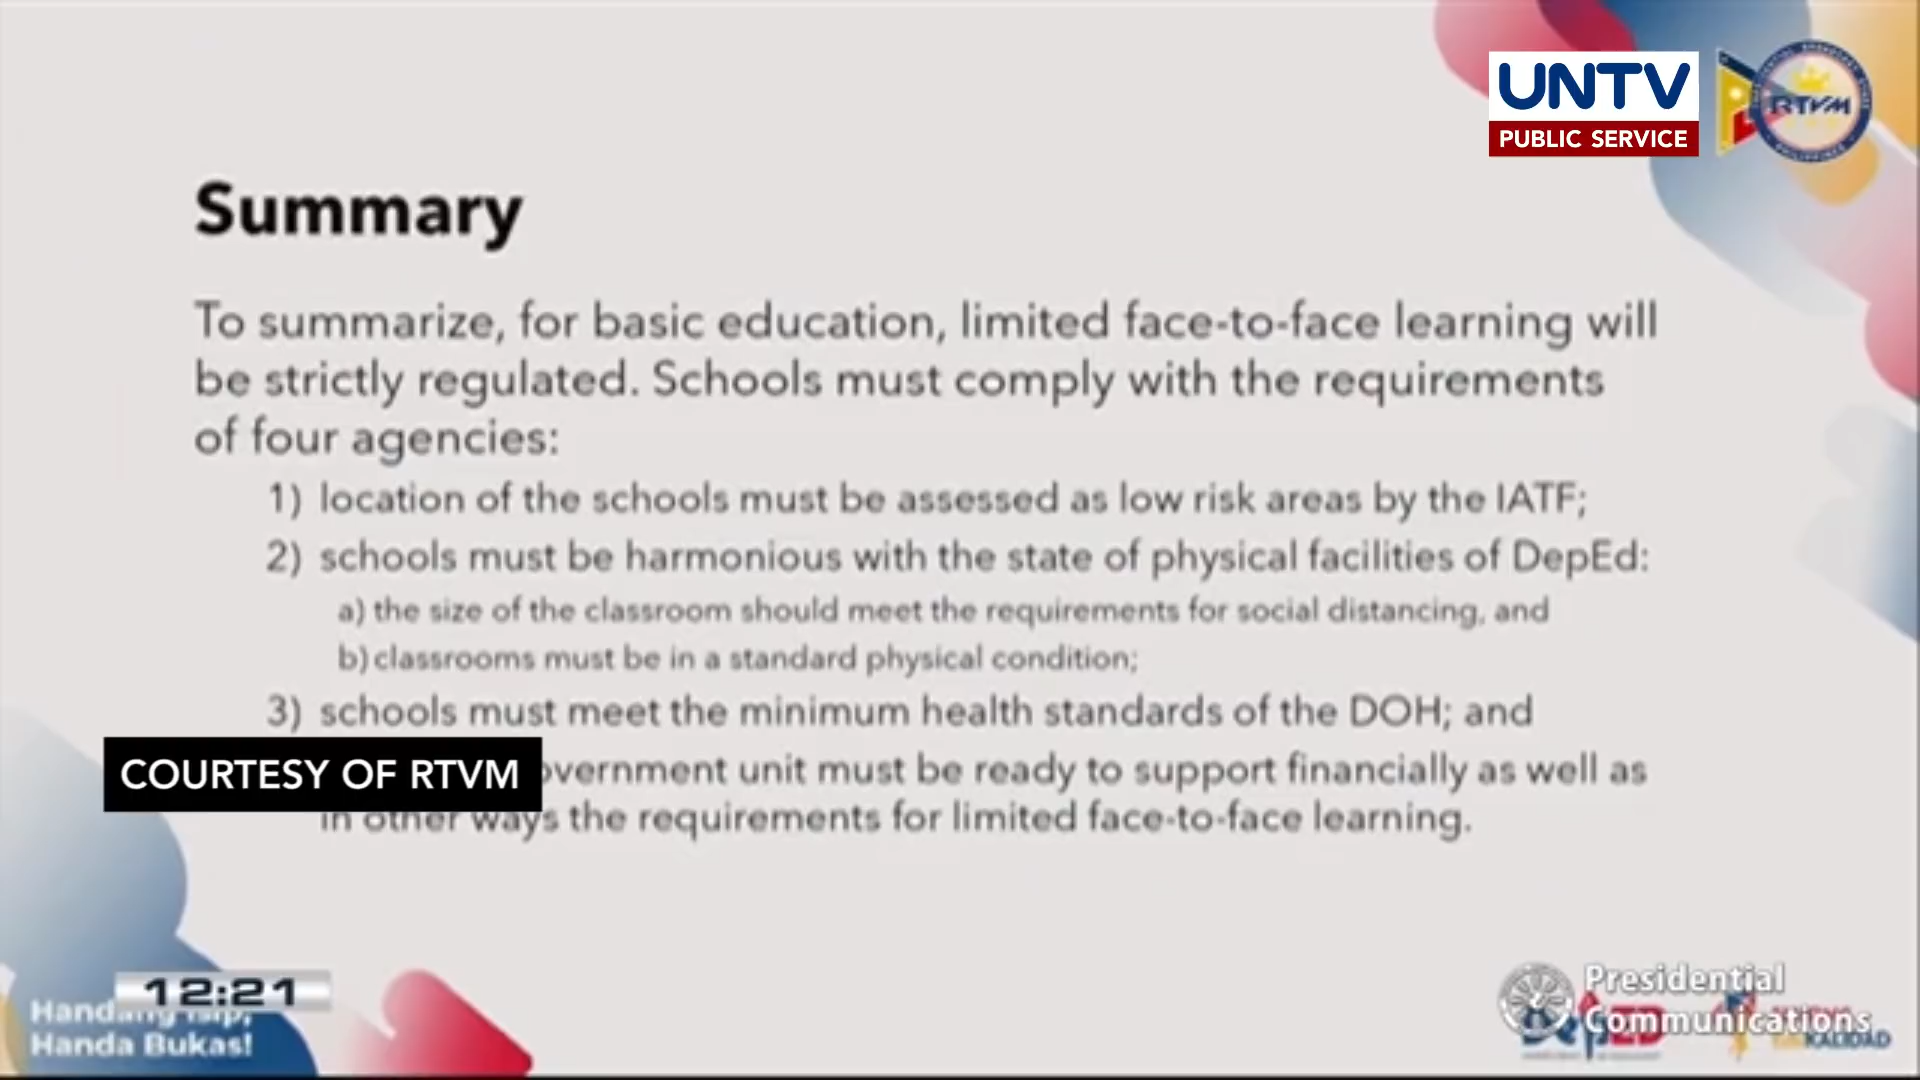 UNTV
PUBLIC SERVICE
RTVM
Summary
To summarize, for basic education, limited face-to-face learning will
be strictly regulated. Schools must comply with the requirements
of four agencies:
1) location of the schools must be assessed as low risk areas by the IATF;
2) schools must be harmonious with the state of physical facilities of DepEd:
a) the size of the classroom should meet the requirements for social distancing, and
b) classrooms must be in a standard physical condition;
3) schools must meet the minimum health standards of the DOH; and
COURTESY OF RTVM
unit must be ready to support financially as well as
in other ways the requirements for limited face-to-face learning.
12:21
Handa Bukas!
Presidential
Communications